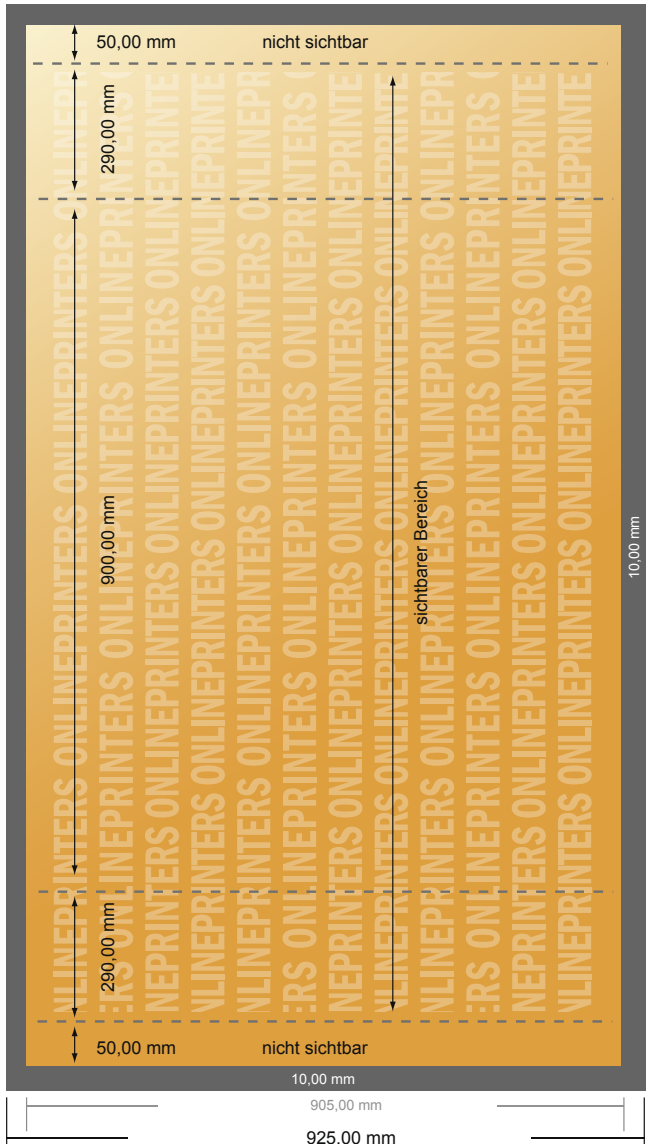 50,00 mm nicht sichtbar
290,00 mm
ONLINEPRINTERS ONLINEPRINTERS
900,00 mm
sichtbarer Bereich
10,00 mm
290,00 mm
50,00 mm nicht sichtbar
10,00 mm
905,00 mm
925,00 mm